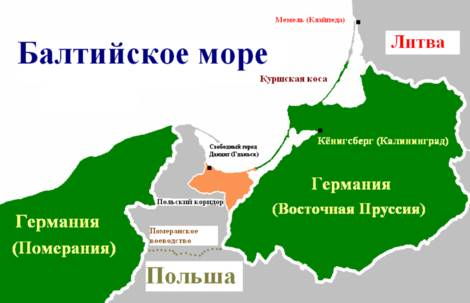 Мемель (Клайпеда)
Литва
Балтийское море
Куршская коса
Кёнигсберг (Калининград)
Свободный город
Данциг (Гданьск)
Германия
(Восточная Пруссия)
Польский коридор
Германия
(Померания)
Поморанское
воеводство
Польша